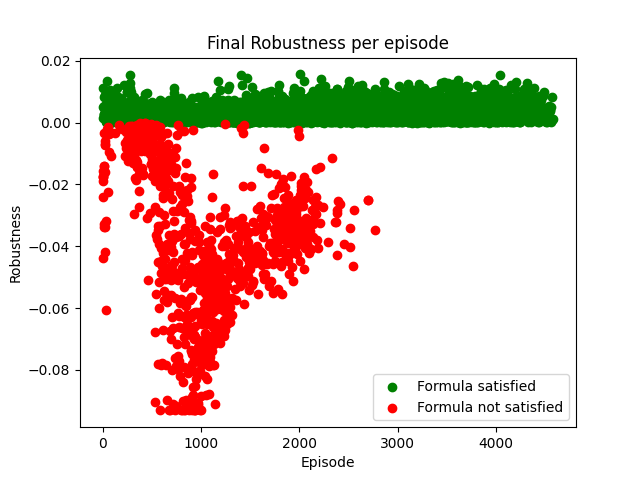 Final Robustness per episode
0.02
0.00
−0.02
−0.04
−0.06
−0.08
Robustness
0
1000
2000
3000
4000
Episode
Formula satisfied
Formula not satisfied